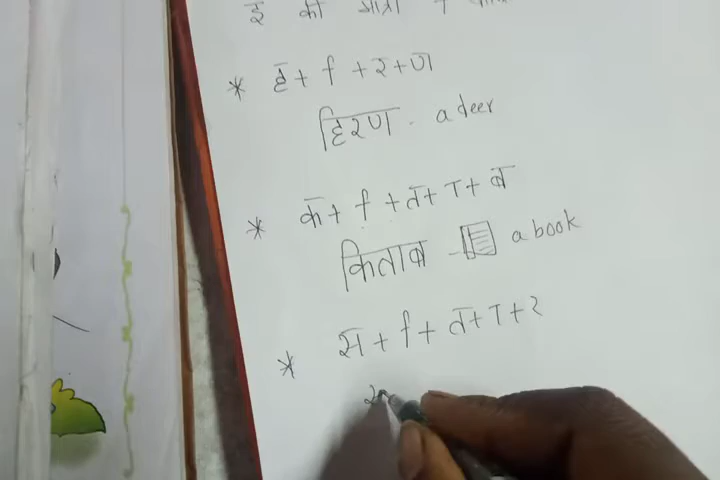 इ की मात्रा
* ह + ि + र + ण
हिरण - a deer
* क + ि + त + ा + ब
किताब - a book
* स + ि + त + ा + र